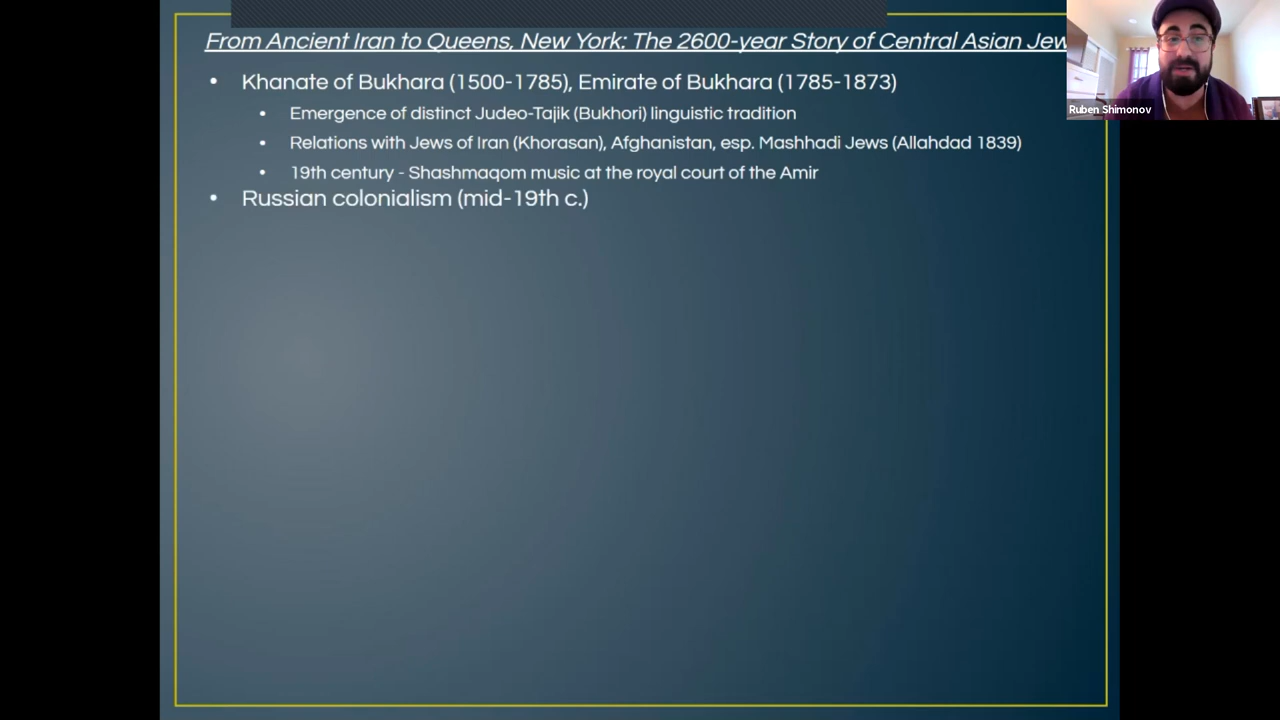 From Ancient Iran to Queens, New York: The 2600-year Story of Central Asian Jew
• Khanate of Bukhara (1500-1785), Emirate of Bukhara (1785-1873)
• Emergence of distinct Judeo-Tajik (Bukhori) linguistic tradition
• Relations with Jews of Iran (Khorasan), Afghanistan, esp. Mashhadi Jews (Allahdad 1839)
• 19th century - Shashmaqom music at the royal court of the Amir
• Russian colonialism (mid-19th c.)
Ruben Shimonov